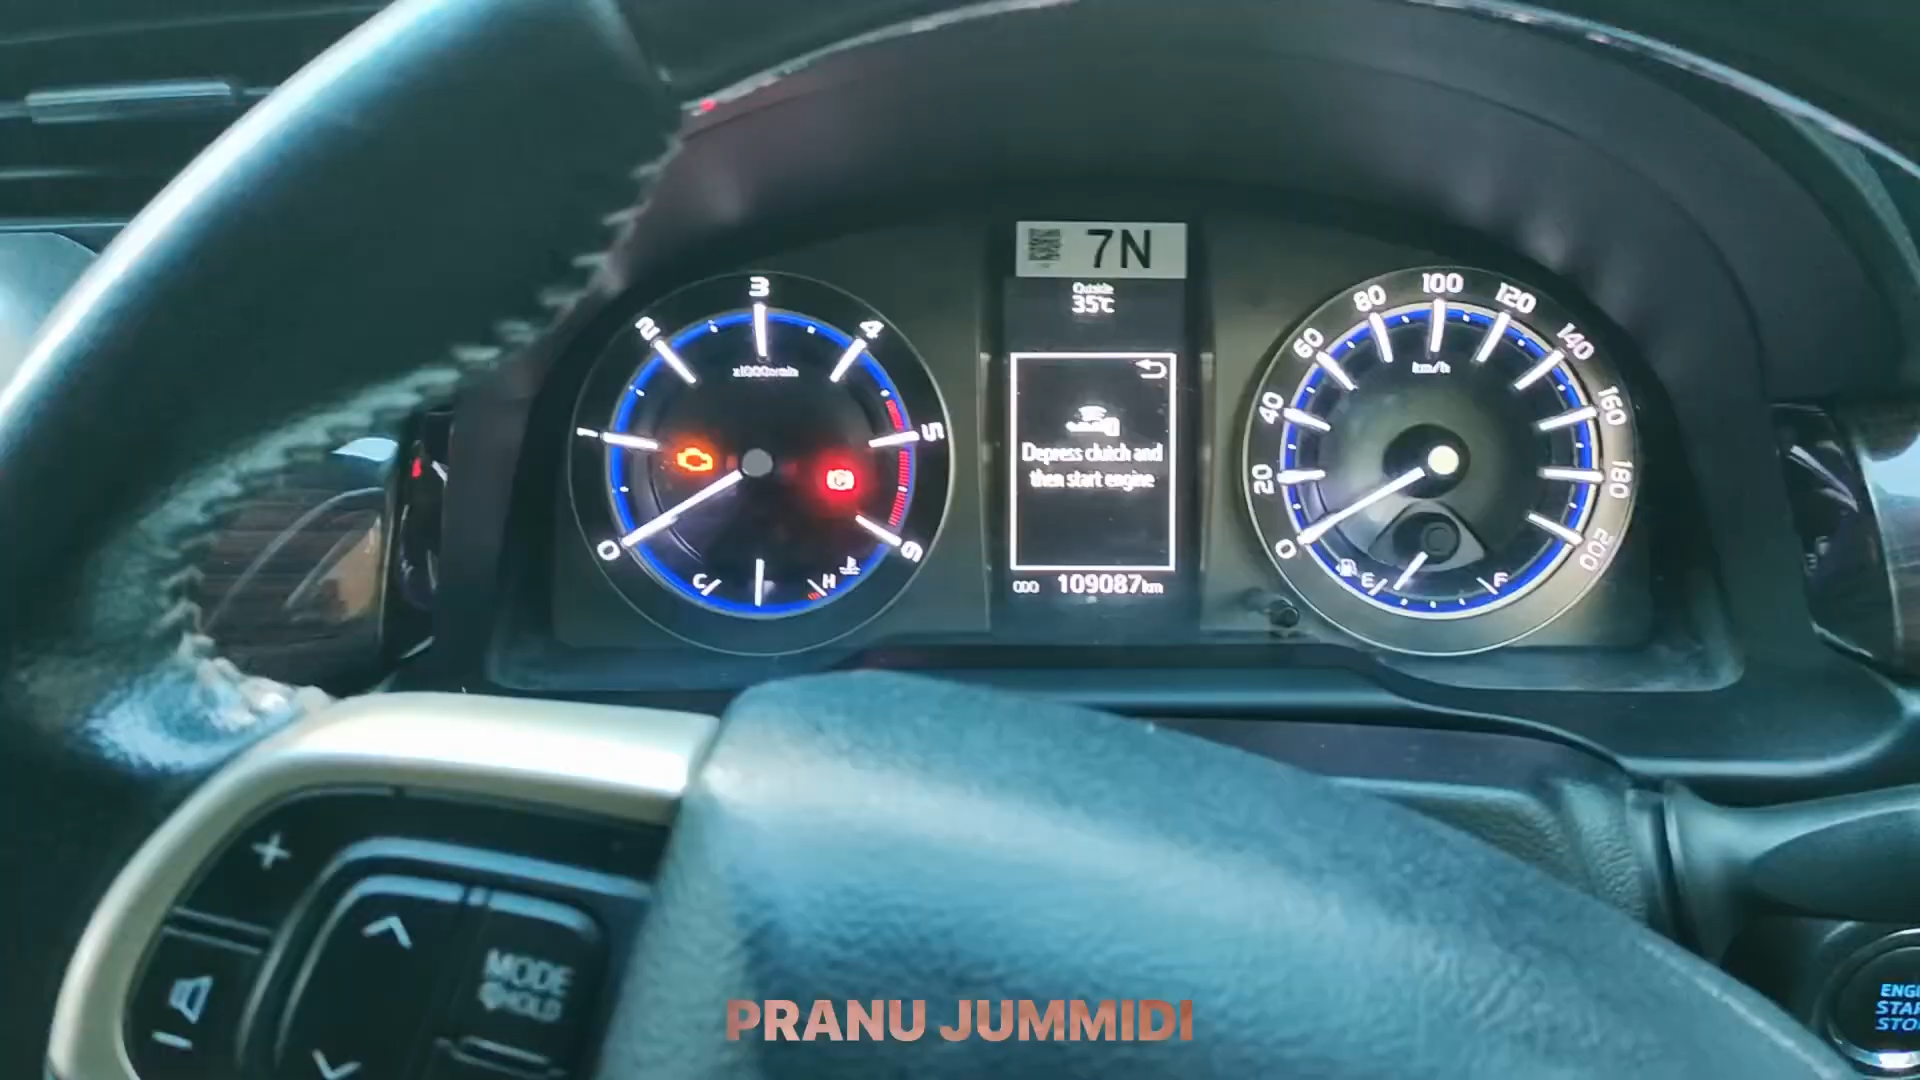 7N
Outside
35°C
3
2
4
x1000r/min
1
5
0
6
C
H
Depress clutch and
then start engine
ODO 109087km
100
80
120
60
140
km/h
40
160
20
180
0
200
E
F
+
MODE
HOLD
PRANU JUMMIDI